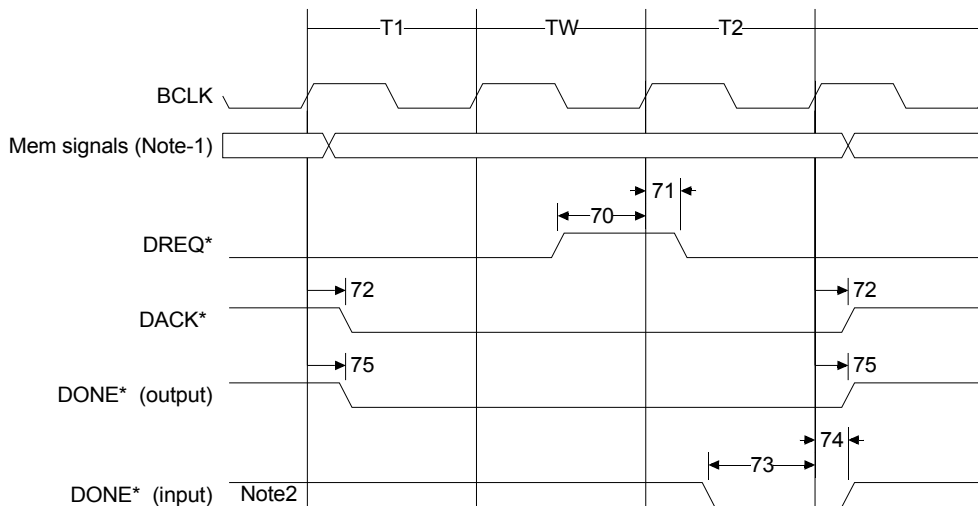 T1 TW T2
BCLK
Mem signals (Note-1)
71
70
DREQ*
72 72
DACK*
75 75
DONE* (output)
74
73
DONE* (input) Note2